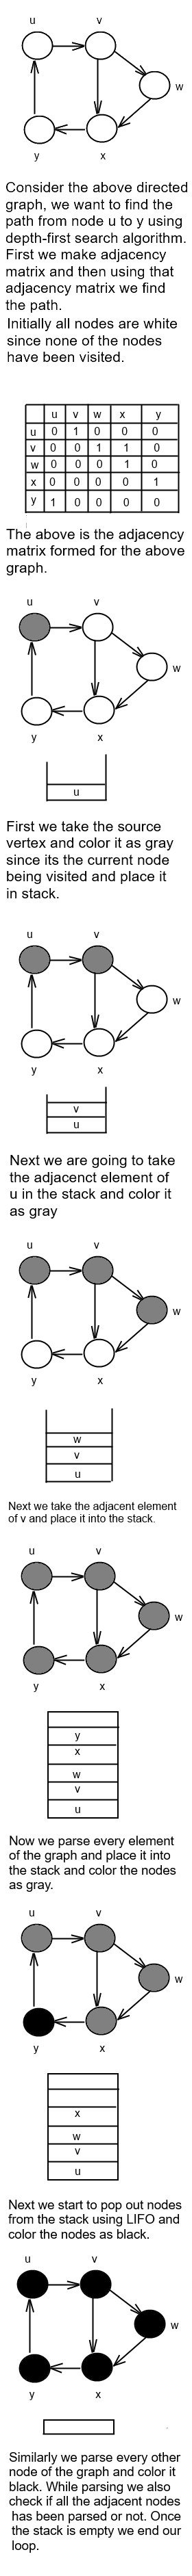 u v
w
y x
Consider the above directed
graph, we want to find the
path from node u to y using
depth-first search algorithm.
First we make adjacency
matrix and then using that
adjacency matrix we find
the path.
Initially all nodes are white
since none of the nodes
have been visited.
u v w x y
u 0 1 0 0 0
v 0 0 1 1 0
w 0 0 0 1 0
x 0 0 0 0 1
y 1 0 0 0 0
The above is the adjacency
matrix formed for the above
graph.
u v
w
y x
u
First we take the source
vertex and color it as gray
since its the current node
being visited and place it
in stack.
u v
w
y x
v
u
Next we are going to take
the adjacenct element of
u in the stack and color it
as gray
u v
w
y x
w
v
u
Next we take the adjacent element
of v and place it into the stack.
u v
w
y x
y
x
w
v
u
Now we parse every element
of the graph and place it into
the stack and color the nodes
as gray.
u v
w
y x
x
w
v
u
Next we start to pop out nodes
from the stack using LIFO and
color the nodes as black.
u v
w
y x
Similarly we parse every other
node of the graph and color it
black. While parsing we also
check if all the adjacent nodes
has been parsed or not. Once
the stack is empty we end our
loop.